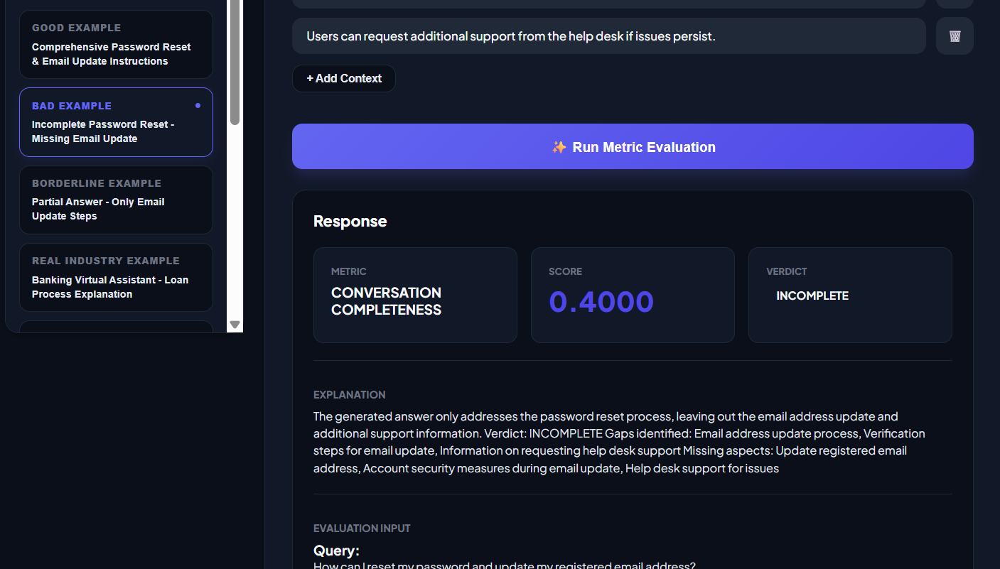 GOOD EXAMPLE
Comprehensive Password Reset
& Email Update Instructions
BAD EXAMPLE
Incomplete Password Reset -
Missing Email Update
BORDERLINE EXAMPLE
Partial Answer - Only Email
Update Steps
REAL INDUSTRY EXAMPLE
Banking Virtual Assistant - Loan
Process Explanation
Users can request additional support from the help desk if issues persist.
+ Add Context
✨ Run Metric Evaluation
Response
METRIC
CONVERSATION
COMPLETENESS
SCORE
0.4000
VERDICT
INCOMPLETE
EXPLANATION
The generated answer only addresses the password reset process, leaving out the email address update and
additional support information. Verdict: INCOMPLETE Gaps identified: Email address update process, Verification
steps for email update, Information on requesting help desk support Missing aspects: Update registered email
address, Account security measures during email update, Help desk support for issues
EVALUATION INPUT
Query:
How can I reset my password and update my registered email address?